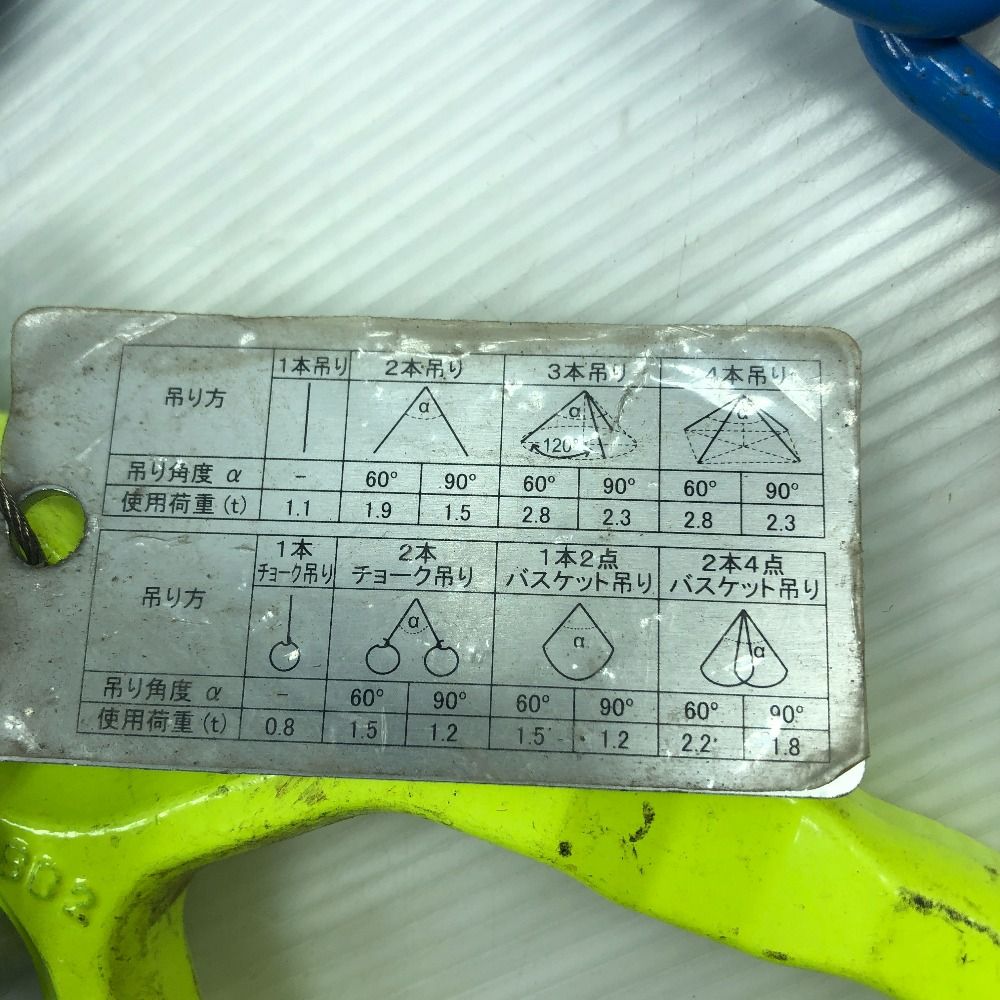 吊り方 1本吊り 2本吊り 3本吊り 4本吊り
α α 120° α
吊り角度 α - 60° 90° 60° 90° 60° 90°
使用荷重(t) 1.1 1.9 1.5 2.8 2.3 2.8 2.3
吊り方 1本 2本 1本2点 2本4点
チョーク吊り チョーク吊り バスケット吊り バスケット吊り
α α α
吊り角度 α - 60° 90° 60° 90° 60° 90°
使用荷重(t) 0.8 1.5 1.2 1.5 1.2 2.2 1.8